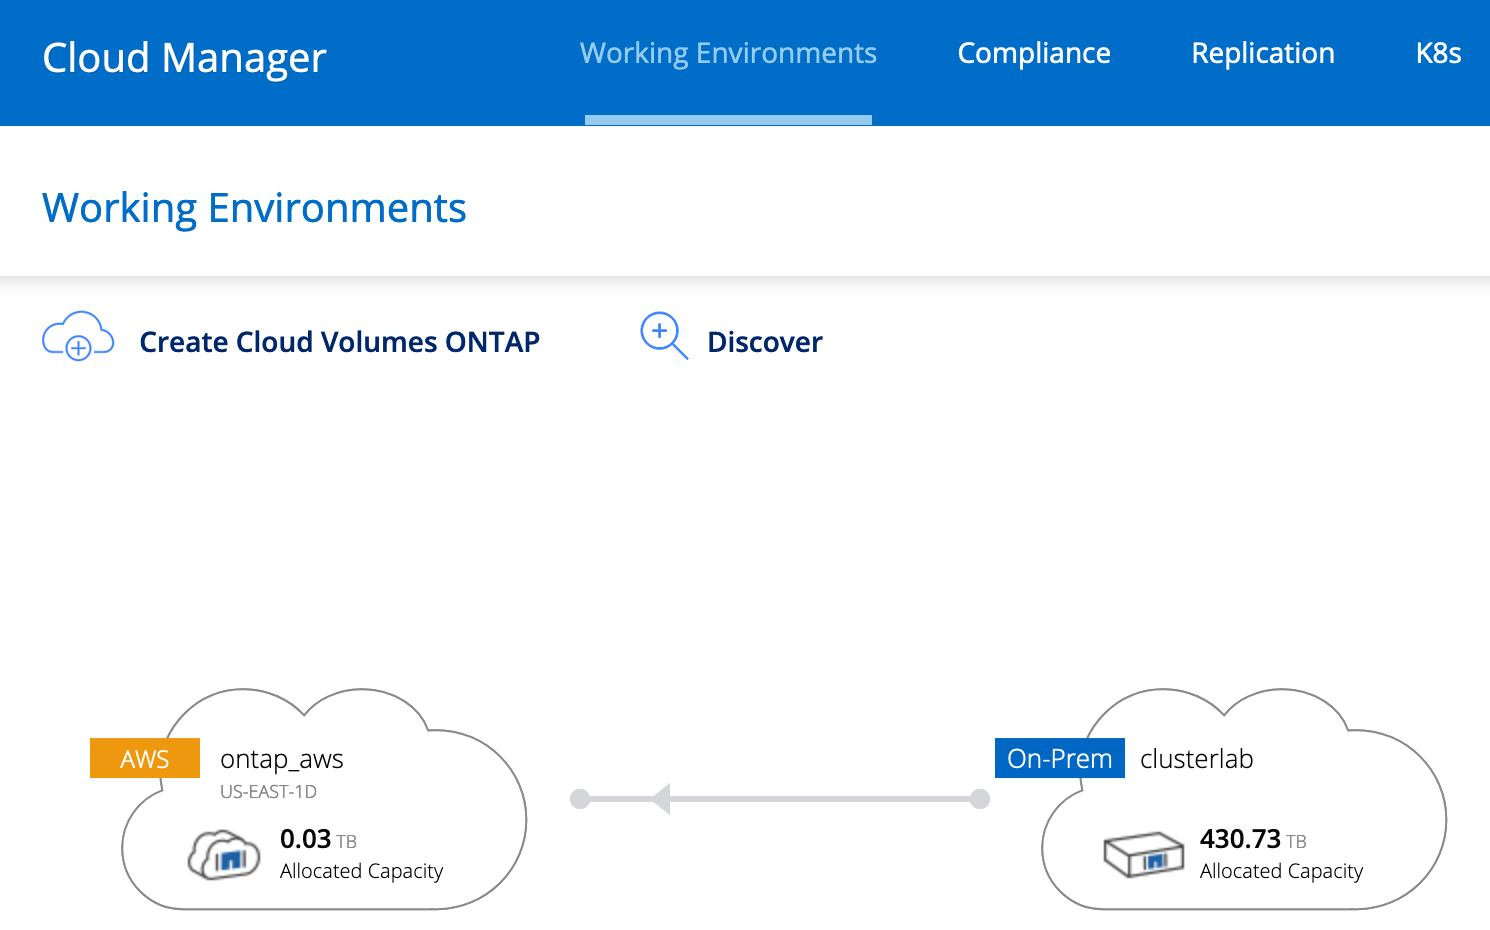 Cloud Manager
Working Environments
Compliance
Replication
K8s
Working Environments
Create Cloud Volumes ONTAP
Discover
AWS
ontap_aws
US-EAST-1D
0.03 TB
Allocated Capacity
On-Prem
clusterlab
430.73 TB
Allocated Capacity